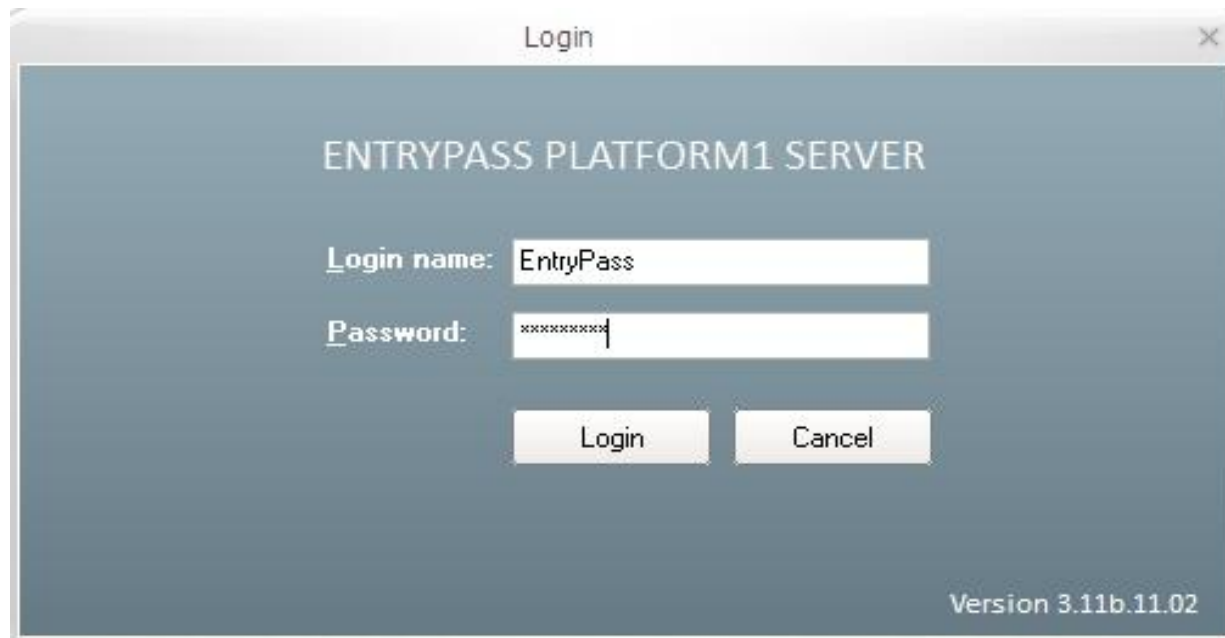 Login
ENTRYPASS PLATFORM1 SERVER
Login name: EntryPass
Password: *********
Login Cancel
Version 3.11b.11.02